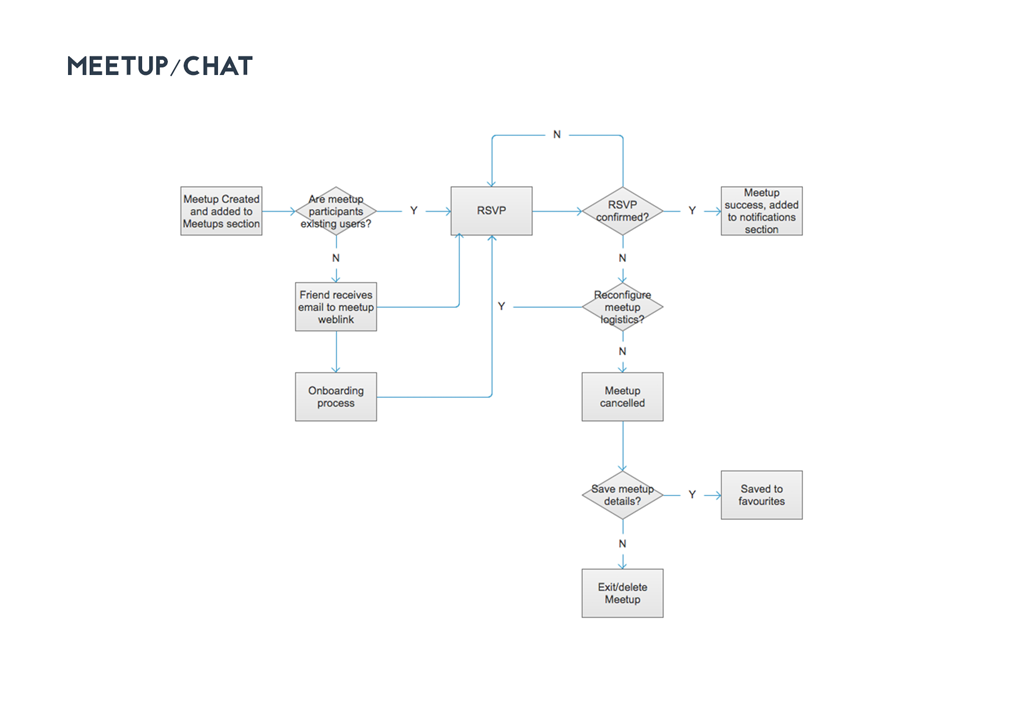 MEETUP/CHAT
N
Meetup Created
and added to
Meetups section
Are meetup
participants
existing users?
Y
RSVP
RSVP
confirmed?
Y
Meetup
success, added
to notifications
section
N
N
Friend receives
email to meetup
weblink
Y
Reconfigure
meetup
logistics?
N
Onboarding
process
Meetup
cancelled
Save meetup
details?
Y
Saved to
favourites
N
Exit/delete
Meetup